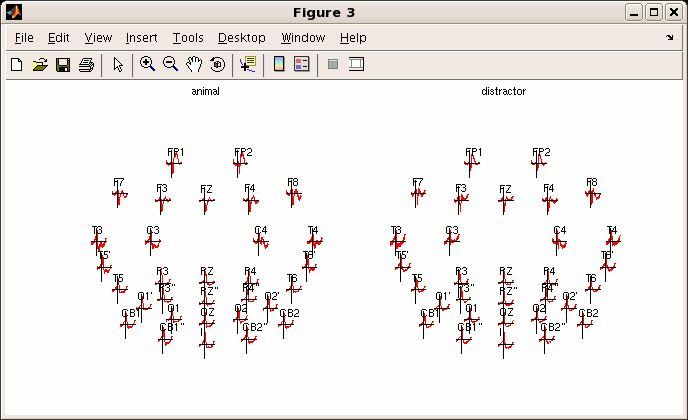 Figure 3
File Edit View Insert Tools Desktop Window Help
animal distractor
FP1 FP2 FP1 FP2
F7 F3 FZ F4 F8 F7 F3 FZ F4 F8
T3 C3 C4 T4 T3 C3 C4 T4
T5' T6' T5' T6'
T5 P3 PZ P4 T6 T5 P3 PZ P4 T6
O1' P3" PZ" P4" O2' O1' P3" PZ" P4" O2'
CB1 O1 OZ O2 CB2 CB1 O1 OZ O2 CB2
CB1" I CB2" CB1" I CB2"